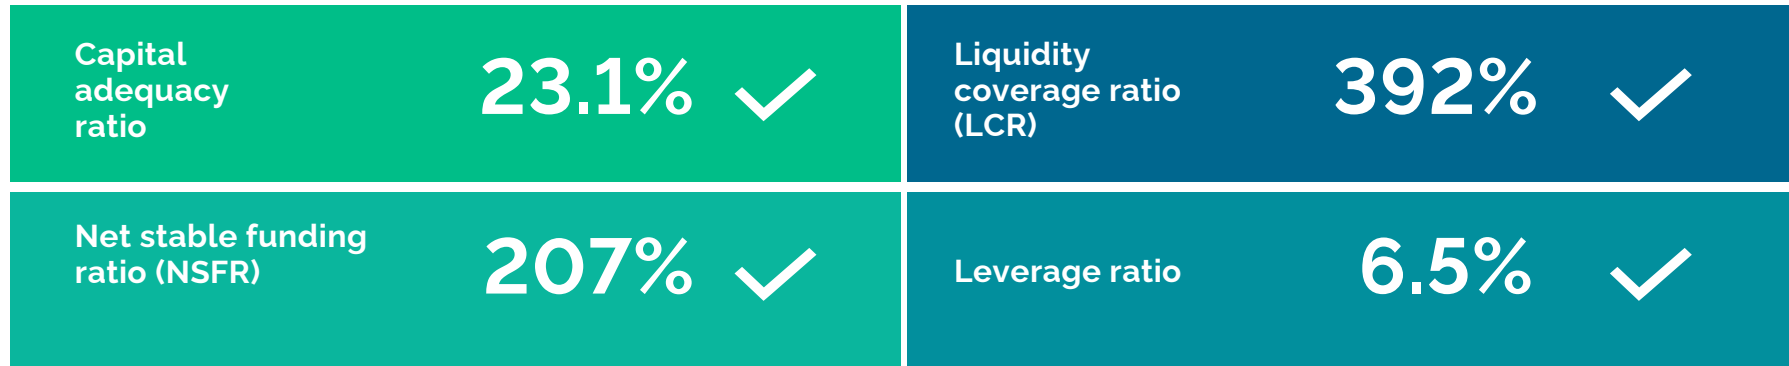 Capital
adequacy
ratio
23.1%
Liquidity
coverage ratio
(LCR)
392%
Net stable funding
ratio (NSFR)
207%
Leverage ratio
6.5%